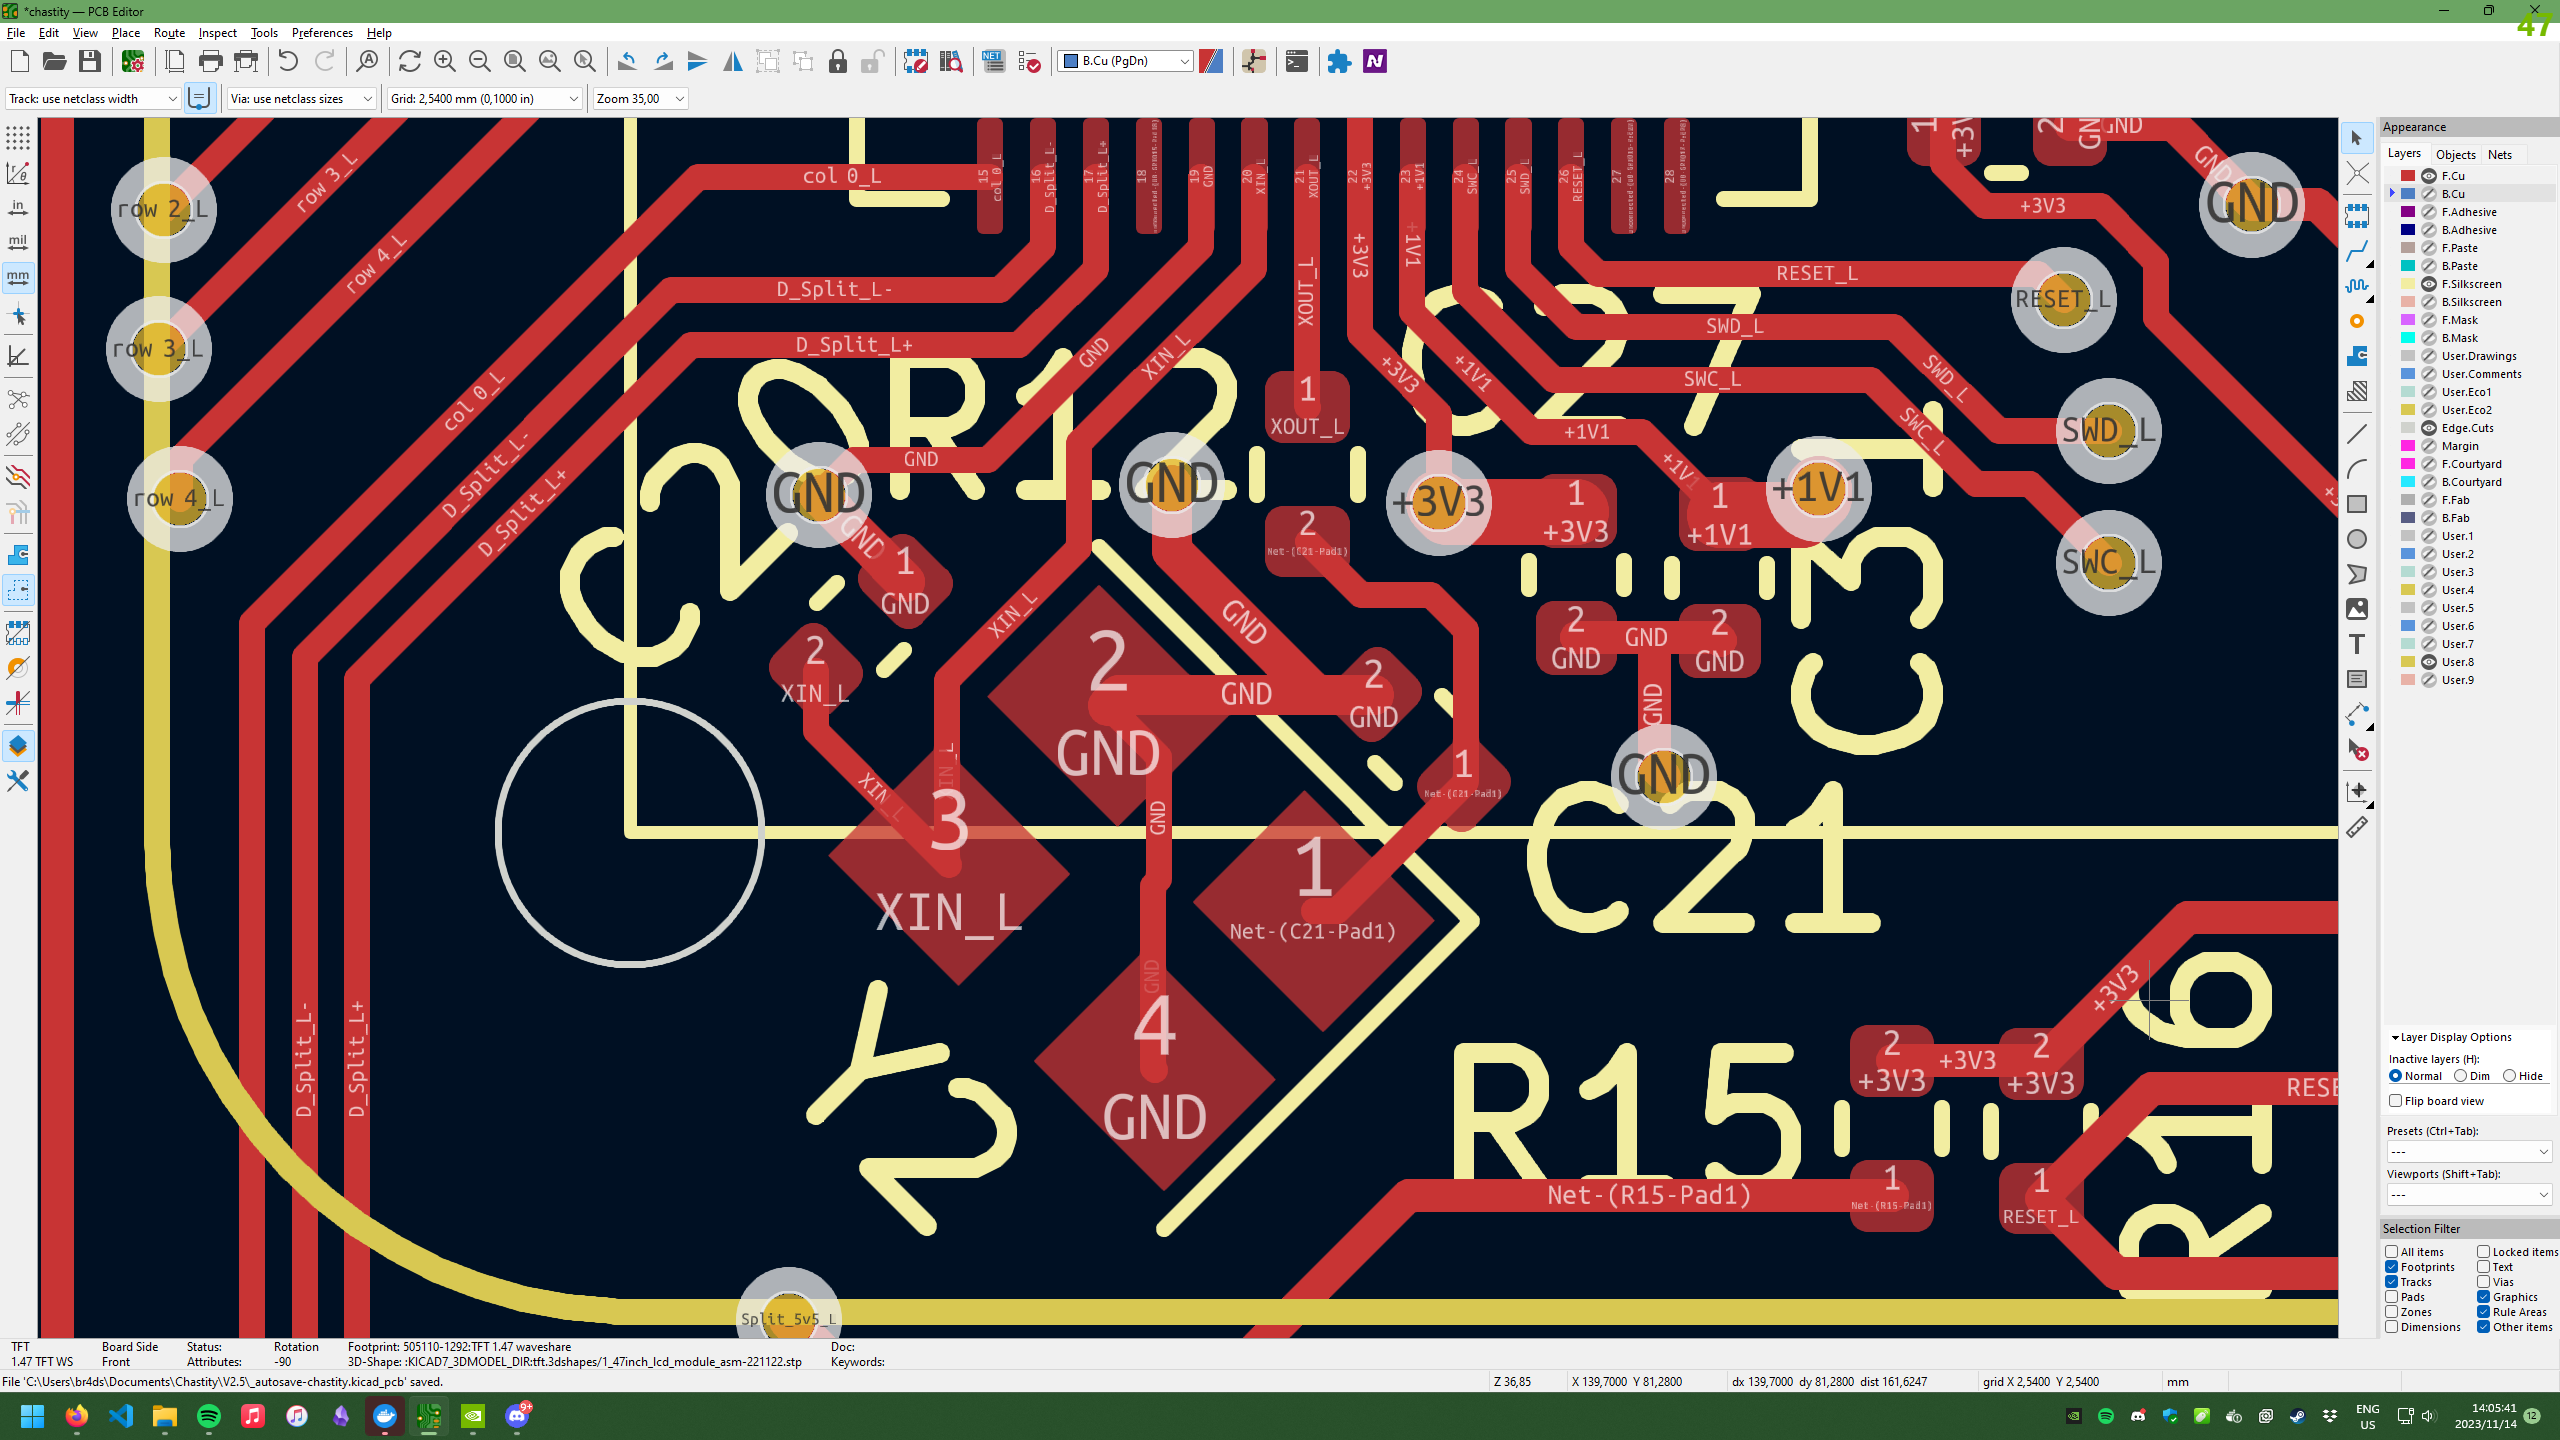 *chastity — PCB Editor
47
File Edit View Place Route Inspect Tools Preferences Help
B.Cu (PgDn)
Track: use netclass width
Via: use netclass sizes
Grid: 2,5400 mm (0,1000 in)
Zoom 35,00
in
mil
mm
row 2_L
row 3_L
row 3_L
row 4_L
row 4_L
col 0_L
col 0_L
D_Split_L-
D_Split_L-
D_Split_L-
D_Split_L+
D_Split_L+
D_Split_L+
15 col 0_L
16 D_Split_L-
17 D_Split_L+
18
19 GND
20 XIN_L
21 XOUT_L
22 +3V3
23 +1V1
24 SWC_L
25 SWD_L
26 RESET_L
27
28
1 +3V
2 GN
GND
GND
GND
+3V3
RESET_L
RESET_L
SWD_L
SWD_L
SWD_L
SWC_L
SWC_L
SWC_L
XOUT_L
1
XOUT_L
2
Net-(C21-Pad1)
+3V3
+3V3
+3V3
1
+3V3
+1V1
+1V1
+1V1
+1V1
1
+1V1
+1V1
2
GND
GND
2
GND
GND
GND
C20
R12
C27
C3
C21
Y2
R15
R16
GND
GND
GND
GND
1
GND
GND
GND
2
XIN_L
XIN_L
XIN_L
XIN_L
XIN_L
3
XIN_L
2
GND
GND
2
GND
GND
GND
4
GND
1
Net-(C21-Pad1)
1
Net-(C21-Pad1)
+3V3
2
+3V3
+3V3
2
+3V3
RESE
1
Net-(R15-Pad1)
Net-(R15-Pad1)
1
RESET_L
Split_5v5_L
Appearance
Layers Objects Nets
F.Cu
B.Cu
F.Adhesive
B.Adhesive
F.Paste
B.Paste
F.Silkscreen
B.Silkscreen
F.Mask
B.Mask
User.Drawings
User.Comments
User.Eco1
User.Eco2
Edge.Cuts
Margin
F.Courtyard
B.Courtyard
F.Fab
B.Fab
User.1
User.2
User.3
User.4
User.5
User.6
User.7
User.8
User.9
Layer Display Options
Inactive layers (H):
Normal Dim Hide
Flip board view
Presets (Ctrl+Tab):
---
Viewports (Shift+Tab):
---
Selection Filter
All items Locked items
Footprints Text
Tracks Vias
Pads Graphics
Zones Rule Areas
Dimensions Other items
TFT Board Side Status: Rotation Footprint: 505110-1292:TFT 1.47 waveshare Doc:
1.47 TFT WS Front Attributes: -90 3D-Shape: :KICAD7_3DMODEL_DIR:tft.3dshapes/1_47inch_lcd_module_asm-221122.stp Keywords:
File 'C:\Users\br4ds\Documents\Chastity\V2.5\_autosave-chastity.kicad_pcb' saved.
Z 36,85 X 139,7000 Y 81,2800 dx 139,7000 dy 81,2800 dist 161,6247 grid X 2,5400 Y 2,5400 mm
9+
ENG
US
14:05:41
2023/11/14
12